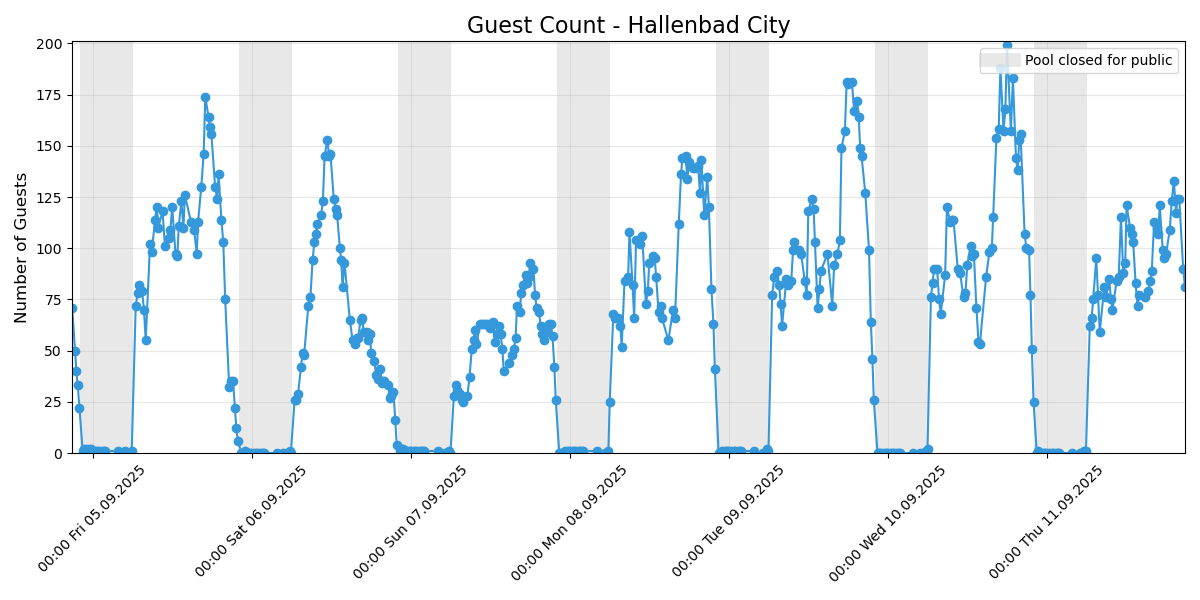 Guest Count - Hallenbad City
Number of Guests
200
175
150
125
100
75
50
25
0
Pool closed for public
00:00 Fri 05.09.2025
00:00 Sat 06.09.2025
00:00 Sun 07.09.2025
00:00 Mon 08.09.2025
00:00 Tue 09.09.2025
00:00 Wed 10.09.2025
00:00 Thu 11.09.2025